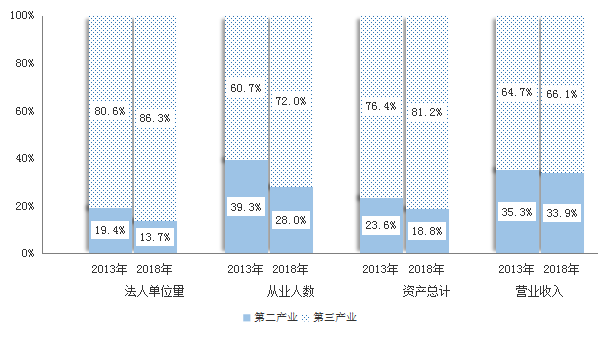 100%
80%
60%
40%
20%
0%
80.6% 86.3% 60.7% 72.0% 76.4% 81.2% 64.7% 66.1%
19.4% 13.7% 39.3% 28.0% 23.6% 18.8% 35.3% 33.9%
2013年 2018年 2013年 2018年 2013年 2018年 2013年 2018年
法人单位量 从业人数 资产总计 营业收入
第二产业 第三产业